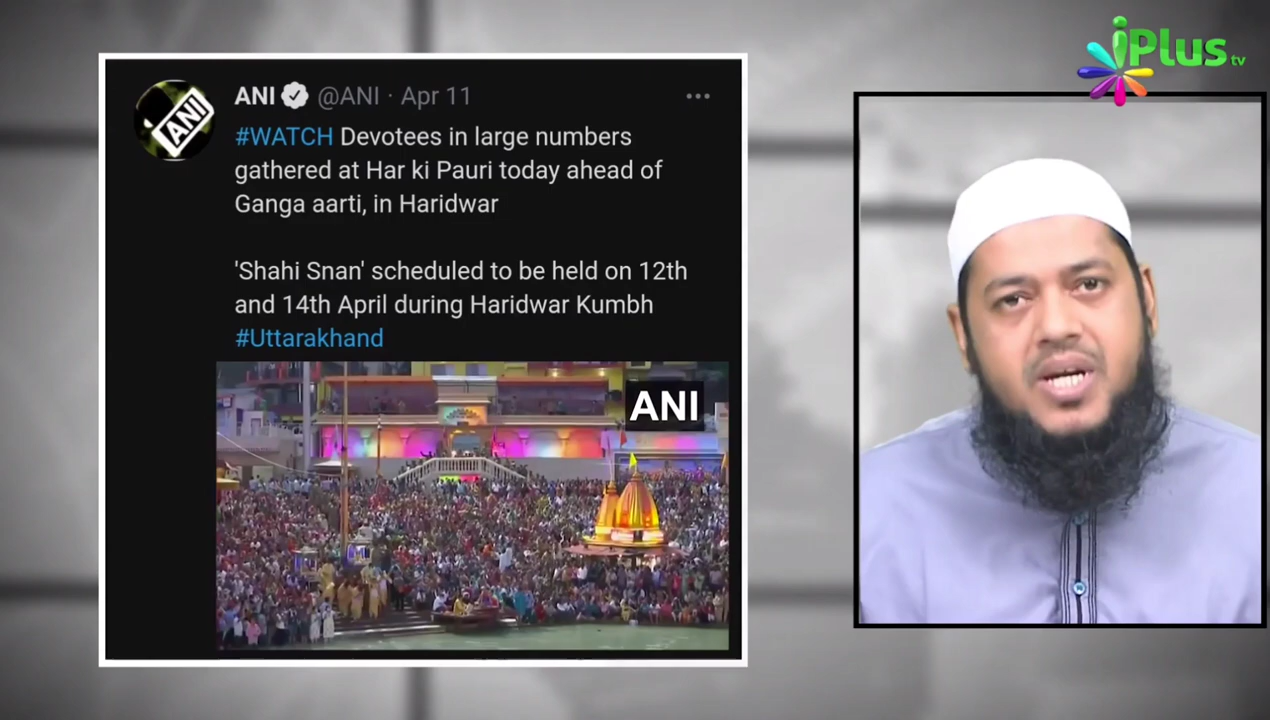 iPlus tv
ANI @ANI · Apr 11
#WATCH Devotees in large numbers
gathered at Har ki Pauri today ahead of
Ganga aarti, in Haridwar
'Shahi Snan' scheduled to be held on 12th
and 14th April during Haridwar Kumbh
#Uttarakhand
ANI
ANI